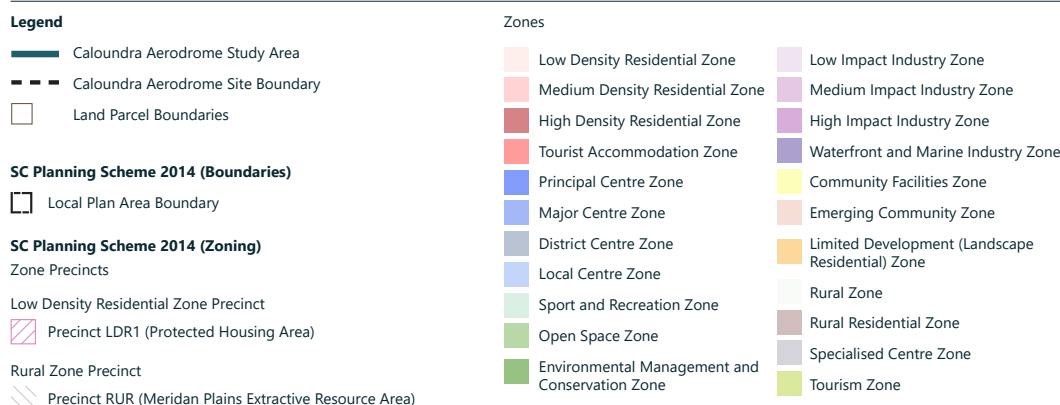 Legend
Caloundra Aerodrome Study Area
Caloundra Aerodrome Site Boundary
Land Parcel Boundaries
SC Planning Scheme 2014 (Boundaries)
Local Plan Area Boundary
SC Planning Scheme 2014 (Zoning)
Zone Precincts
Low Density Residential Zone Precinct
Precinct LDR1 (Protected Housing Area)
Rural Zone Precinct
Precinct RUR (Meridan Plains Extractive Resource Area)
Zones
Low Density Residential Zone
Medium Density Residential Zone
High Density Residential Zone
Tourist Accommodation Zone
Principal Centre Zone
Major Centre Zone
District Centre Zone
Local Centre Zone
Sport and Recreation Zone
Open Space Zone
Environmental Management and
Conservation Zone
Low Impact Industry Zone
Medium Impact Industry Zone
High Impact Industry Zone
Waterfront and Marine Industry Zone
Community Facilities Zone
Emerging Community Zone
Limited Development (Landscape
Residential) Zone
Rural Zone
Rural Residential Zone
Specialised Centre Zone
Tourism Zone